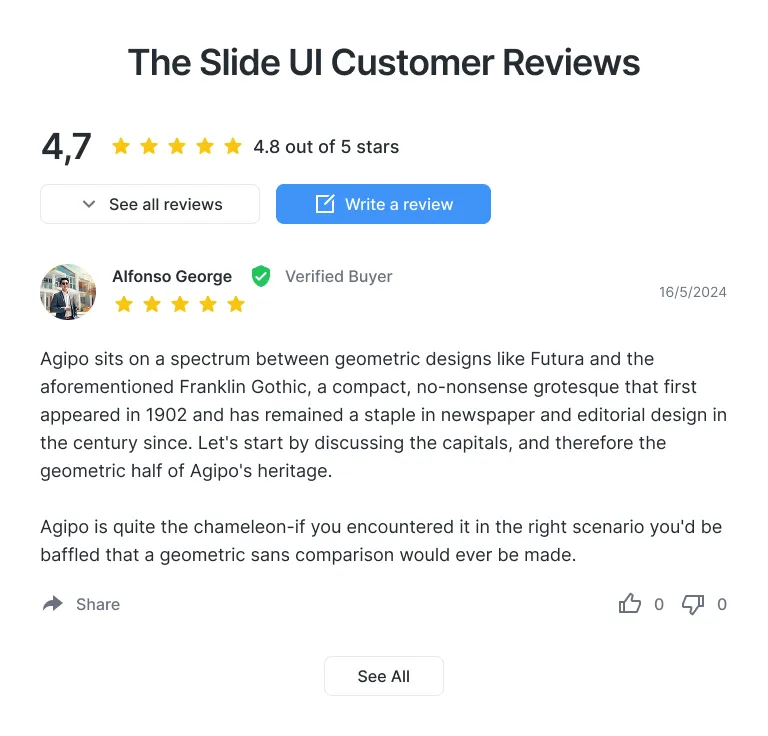 The Slide UI Customer Reviews
4,7
4.8 out of 5 stars
See all reviews
Write a review
Alfonso George
Verified Buyer
16/5/2024
Agipo sits on a spectrum between geometric designs like Futura and the
aforementioned Franklin Gothic, a compact, no-nonsense grotesque that first
appeared in 1902 and has remained a staple in newspaper and editorial design in
the century since. Let's start by discussing the capitals, and therefore the
geometric half of Agipo's heritage.
Agipo is quite the chameleon-if you encountered it in the right scenario you'd be
baffled that a geometric sans comparison would ever be made.
Share
0
0
See All